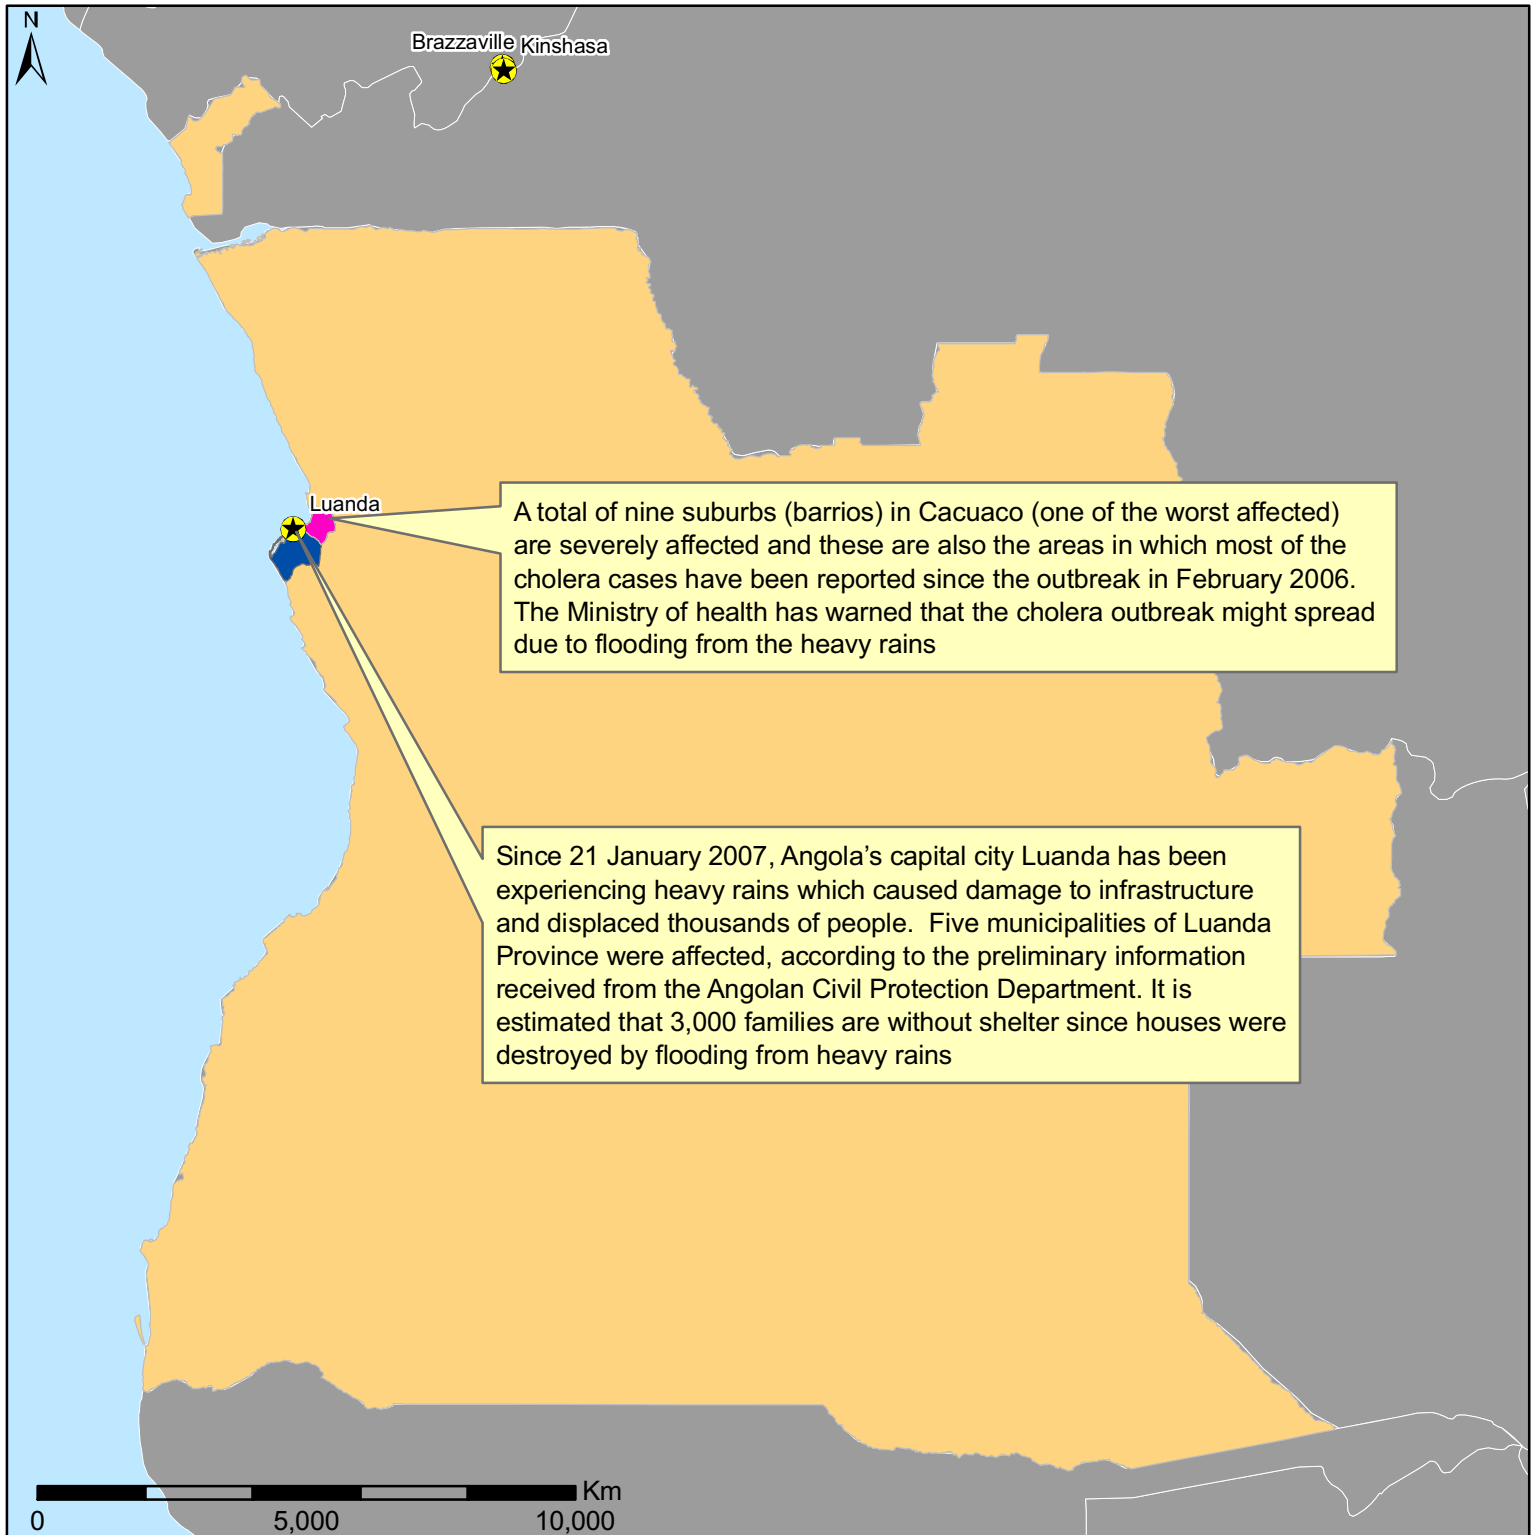 N
Brazzaville
Kinshasa
Luanda
A total of nine suburbs (barrios) in Cacuaco (one of the worst affected)
are severely affected and these are also the areas in which most of the
cholera cases have been reported since the outbreak in February 2006.
The Ministry of health has warned that the cholera outbreak might spread
due to flooding from the heavy rains
Since 21 January 2007, Angola’s capital city Luanda has been
experiencing heavy rains which caused damage to infrastructure
and displaced thousands of people.  Five municipalities of Luanda
Province were affected, according to the preliminary information
received from the Angolan Civil Protection Department. It is
estimated that 3,000 families are without shelter since houses were
destroyed by flooding from heavy rains
Km
0 5,000 10,000